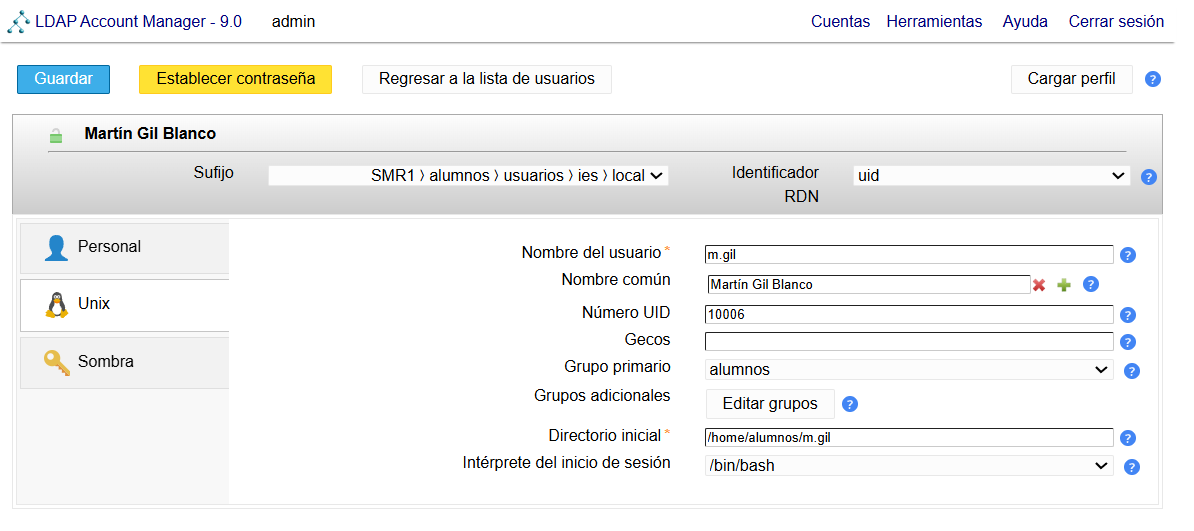 LDAP Account Manager - 9.0 admin Cuentas Herramientas Ayuda Cerrar sesión
Guardar Establecer contraseña Regresar a la lista de usuarios Cargar perfil ?
Martín Gil Blanco
Sufijo SMR1 › alumnos › usuarios › ies › local Identificador RDN uid ?
Personal
Unix
Sombra
Nombre del usuario * m.gil ?
Nombre común Martín Gil Blanco ?
Número UID 10006 ?
Gecos ?
Grupo primario alumnos ?
Grupos adicionales Editar grupos ?
Directorio inicial * /home/alumnos/m.gil ?
Intérprete del inicio de sesión /bin/bash ?